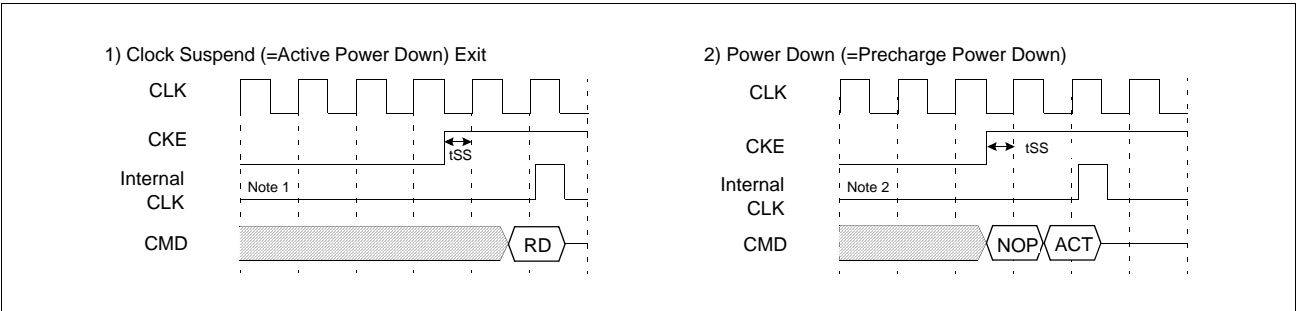 1) Clock Suspend (=Active Power Down) Exit
CLK
CKE
tSS
Internal
CLK
Note 1
CMD
RD
2) Power Down (=Precharge Power Down)
CLK
CKE
tSS
Internal
CLK
Note 2
CMD
NOP
ACT